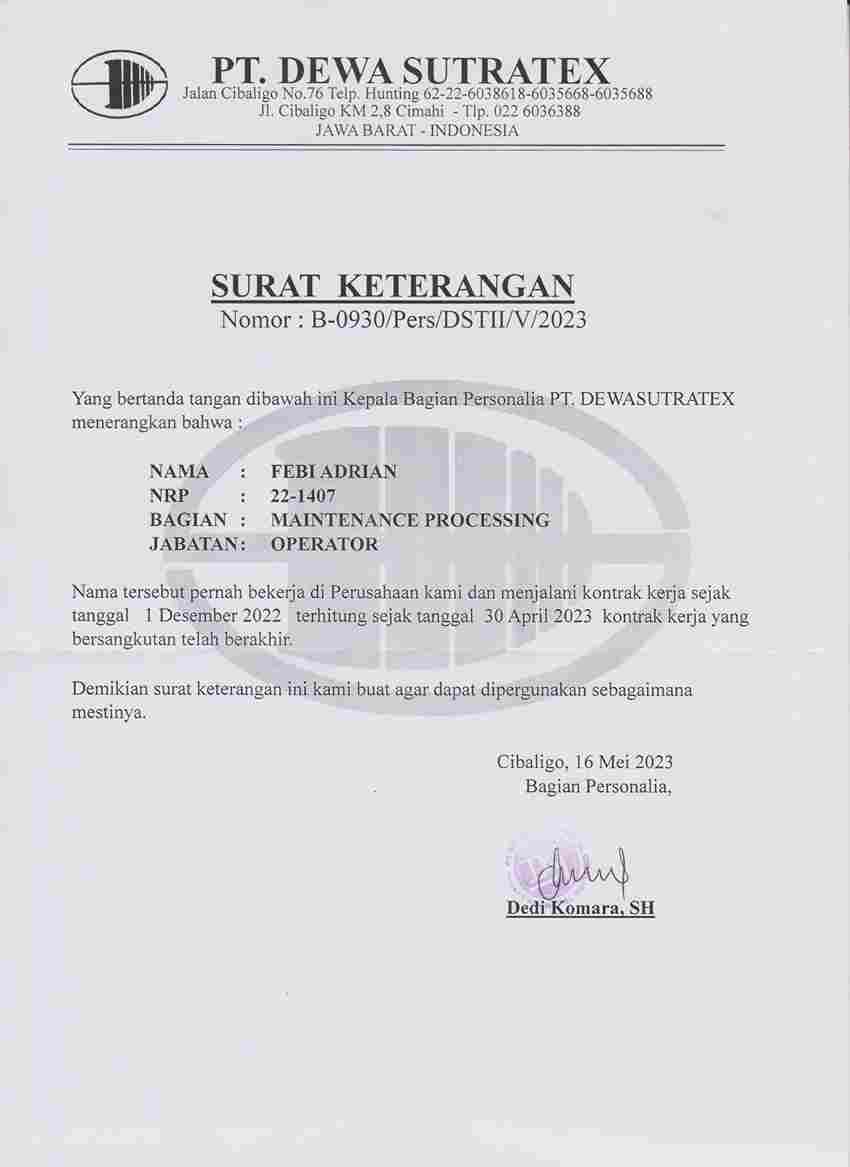 PT. DEWA SUTRATEX
Jalan Cibaligo No.76 Telp. Hunting 62-22-6038618-6035668-6035688
Jl. Cibaligo KM 2,8 Cimahi - Tlp. 022 6036388
JAWA BARAT - INDONESIA
SURAT KETERANGAN
Nomor : B-0930/Pers/DSTII/V/2023
Yang bertanda tangan dibawah ini Kepala Bagian Personalia PT. DEWASUTRATEX
menerangkan bahwa :
NAMA : FEBI ADRIAN
NRP : 22-1407
BAGIAN : MAINTENANCE PROCESSING
JABATAN : OPERATOR
Nama tersebut pernah bekerja di Perusahaan kami dan menjalani kontrak kerja sejak
tanggal 1 Desember 2022 terhitung sejak tanggal 30 April 2023 kontrak kerja yang
bersangkutan telah berakhir.
Demikian surat keterangan ini kami buat agar dapat dipergunakan sebagaimana
mestinya.
Cibaligo, 16 Mei 2023
Bagian Personalia,
Dedi Komara, SH